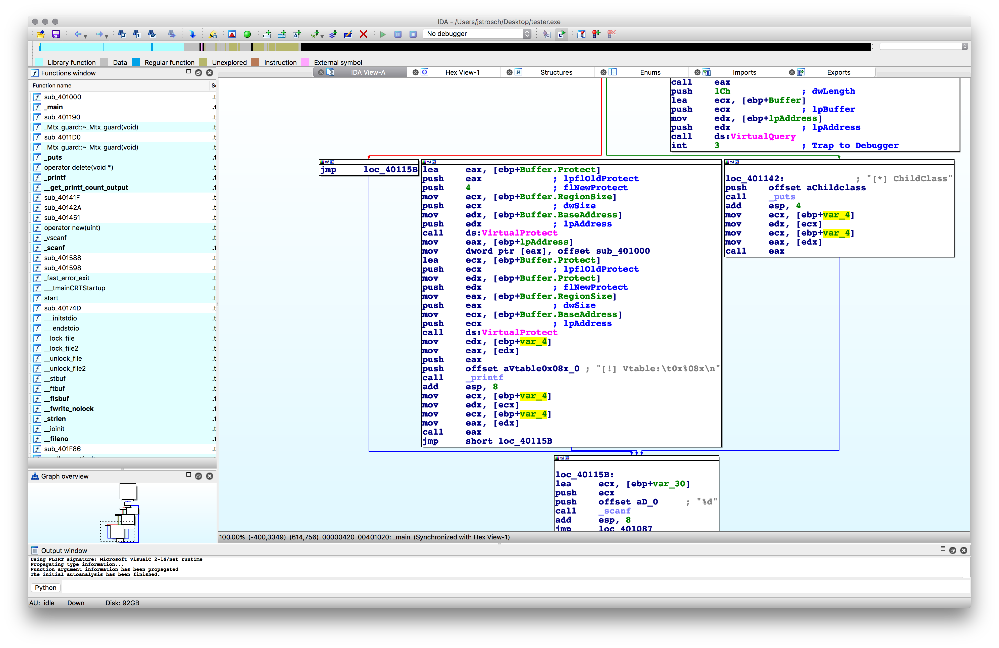 IDA - /Users/jstrosch/Desktop/tester.exe
No debugger
Library function Data Regular function Unexplored Instruction External symbol
Functions window
IDA View-A Hex View-1 Structures Enums Imports Exports
Function name
sub_401000 .t
_main .t
sub_401190 .t
_Mtx_guard::~_Mtx_guard(void) .t
sub_4011D0 .t
_Mtx_guard::~_Mtx_guard(void) .t
_puts .t
operator delete(void *) .t
_printf .t
__get_printf_count_output .t
sub_40141F .t
sub_40142A .t
sub_401451 .t
operator new(uint) .t
_vscanf .t
_scanf .t
sub_401588 .t
sub_401598 .t
_fast_error_exit .t
___tmainCRTStartup .t
start .t
sub_40174D .t
___initstdio .t
___endstdio .t
__lock_file .t
__lock_file2 .t
__unlock_file .t
__unlock_file2 .t
__stbuf .t
__ftbuf .t
__flsbuf .t
__fwrite_nolock .t
_strlen .t
__ioinit .t
__fileno .t
sub_401F86 .t
call eax
push 1Ch ; dwLength
lea ecx, [ebp+Buffer]
push ecx ; lpBuffer
mov edx, [ebp+lpAddress]
push edx ; lpAddress
call ds:VirtualQuery
int 3 ; Trap to Debugger
jmp loc_40115B
lea eax, [ebp+Buffer.Protect]
push eax ; lpflOldProtect
push 4 ; flNewProtect
mov ecx, [ebp+Buffer.RegionSize]
push ecx ; dwSize
mov edx, [ebp+Buffer.BaseAddress]
push edx ; lpAddress
call ds:VirtualProtect
mov eax, [ebp+lpAddress]
mov dword ptr [eax], offset sub_401000
lea ecx, [ebp+Buffer.Protect]
push ecx ; lpflOldProtect
mov edx, [ebp+Buffer.Protect]
push edx ; flNewProtect
mov eax, [ebp+Buffer.RegionSize]
push eax ; dwSize
mov ecx, [ebp+Buffer.BaseAddress]
push ecx ; lpAddress
call ds:VirtualProtect
mov edx, [ebp+var_4]
mov eax, [edx]
push eax
push offset aVtable0x08x_0 ; "[!] Vtable:\t0x%08x\n"
call _printf
add esp, 8
mov ecx, [ebp+var_4]
mov edx, [ecx]
mov ecx, [ebp+var_4]
mov eax, [edx]
call eax
jmp short loc_40115B
loc_401142: ; "[*] ChildClass"
push offset aChildclass
call _puts
add esp, 4
mov ecx, [ebp+var_4]
mov edx, [ecx]
mov ecx, [ebp+var_4]
mov eax, [edx]
call eax
loc_40115B:
lea ecx, [ebp+var_30]
push ecx
push offset aD_0 ; "%d"
call _scanf
add esp, 8
jmp loc_401087
Graph overview
100.00% (-400,3349) (614,756) 00000420 00401020: _main (Synchronized with Hex View-1)
Output window
Using FLIRT signature: Microsoft VisualC 2-14/net runtime
Propagating type information...
Function argument information has been propagated
The initial autoanalysis has been finished.
Python
AU: idle Down Disk: 92GB